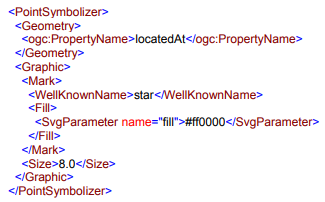 <PointSymbolizer>
<Geometry>
<ogc:PropertyName>locatedAt</ogc:PropertyName>
</Geometry>
<Graphic>
<Mark>
<WellKnownName>star</WellKnownName>
<Fill>
<SvgParameter name="fill">#ff0000</SvgParameter>
</Fill>
</Mark>
<Size>8.0</Size>
</Graphic>
</PointSymbolizer>